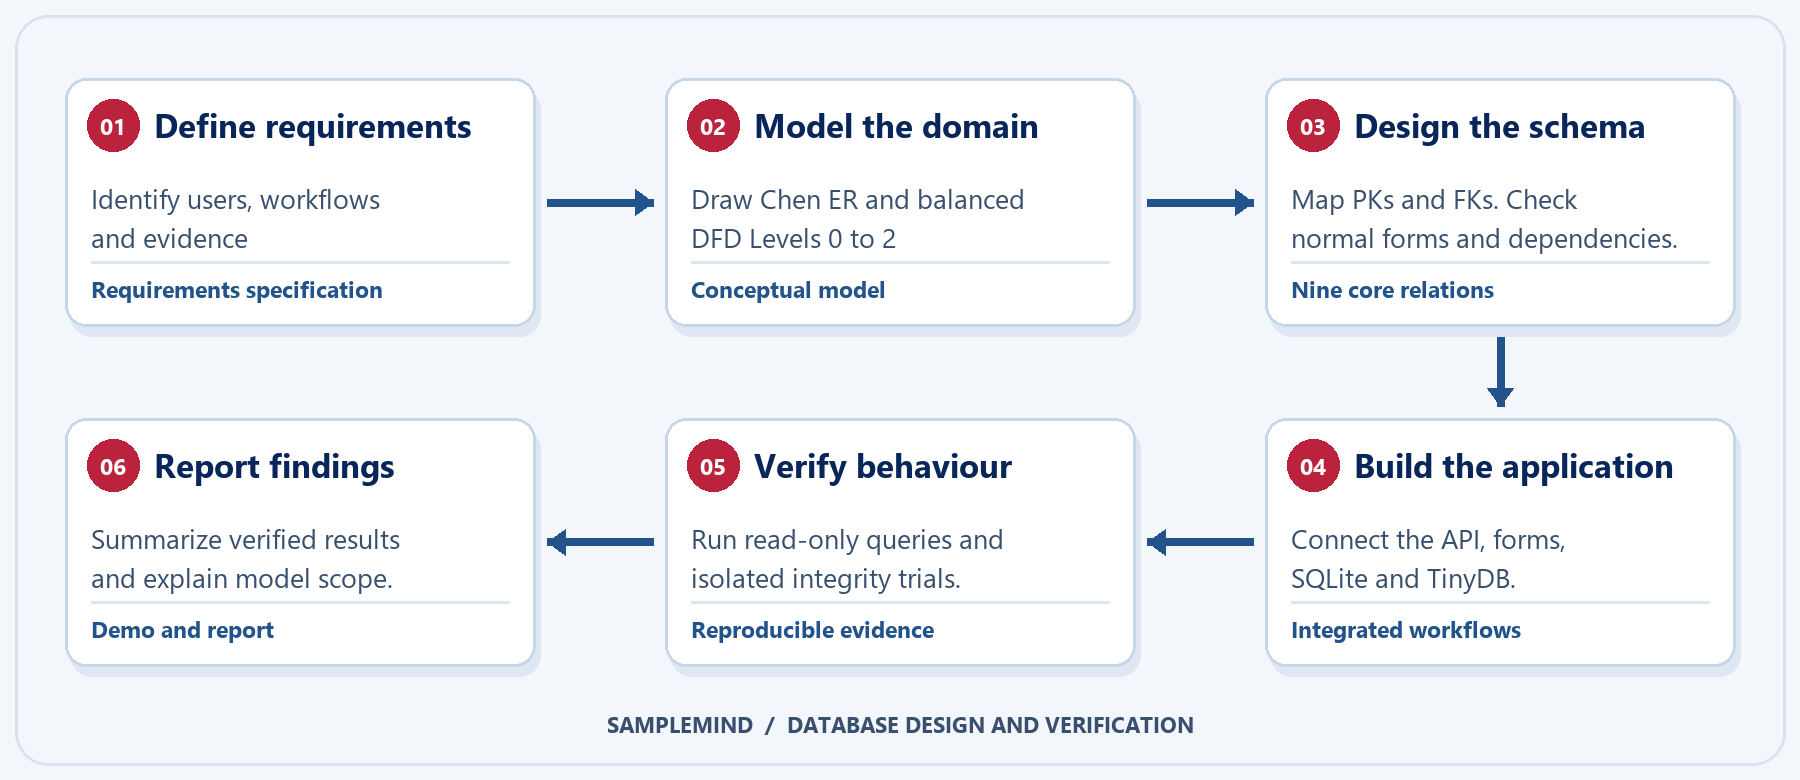 01 Define requirements
Identify users, workflows
and evidence
Requirements specification
02 Model the domain
Draw Chen ER and balanced
DFD Levels 0 to 2
Conceptual model
03 Design the schema
Map PKs and FKs. Check
normal forms and dependencies.
Nine core relations
04 Build the application
Connect the API, forms,
SQLite and TinyDB.
Integrated workflows
05 Verify behaviour
Run read-only queries and
isolated integrity trials.
Reproducible evidence
06 Report findings
Summarize verified results
and explain model scope.
Demo and report
SAMPLEMIND / DATABASE DESIGN AND VERIFICATION